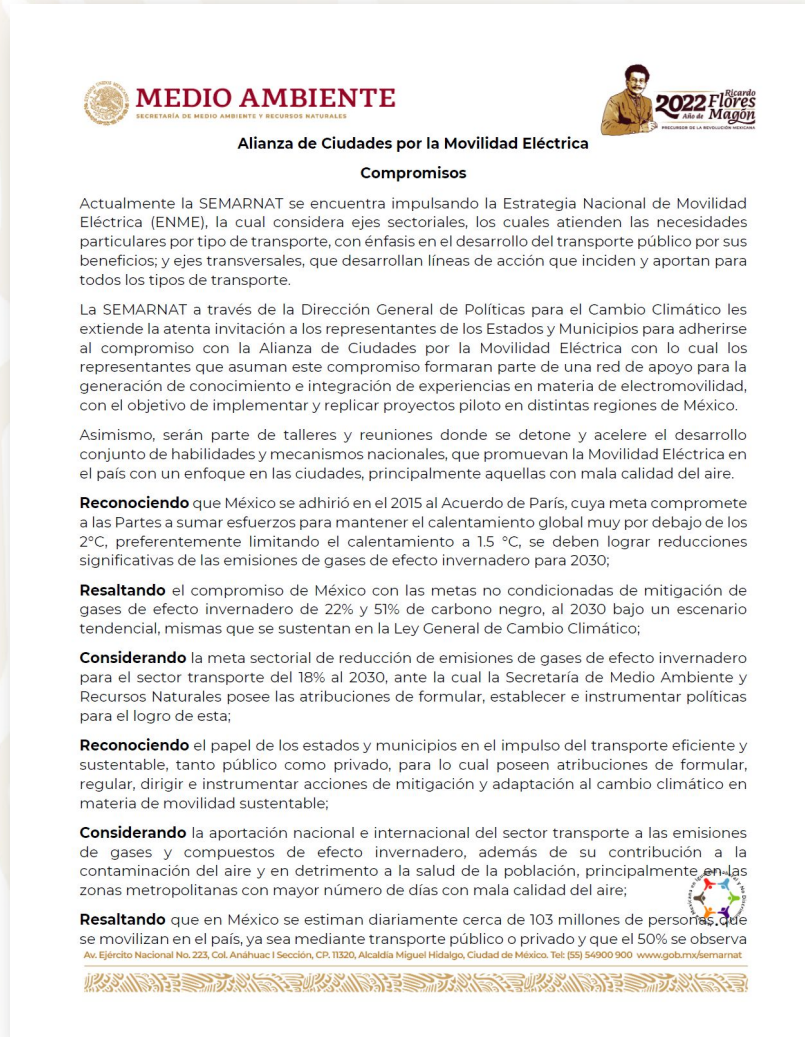 MEDIO AMBIENTE
SECRETARÍA DE MEDIO AMBIENTE Y RECURSOS NATURALES
2022 Ricardo
Flores
Año de Magón
PRECURSOR DE LA REVOLUCIÓN MEXICANA
Alianza de Ciudades por la Movilidad Eléctrica
Compromisos
Actualmente la SEMARNAT se encuentra impulsando la Estrategia Nacional de Movilidad
Eléctrica (ENME), la cual considera ejes sectoriales, los cuales atienden las necesidades
particulares por tipo de transporte, con énfasis en el desarrollo del transporte público por sus
beneficios; y ejes transversales, que desarrollan líneas de acción que inciden y aportan para
todos los tipos de transporte.
La SEMARNAT a través de la Dirección General de Políticas para el Cambio Climático les
extiende la atenta invitación a los representantes de los Estados y Municipios para adherirse
al compromiso con la Alianza de Ciudades por la Movilidad Eléctrica con lo cual los
representantes que asuman este compromiso formaran parte de una red de apoyo para la
generación de conocimiento e integración de experiencias en materia de electromovilidad,
con el objetivo de implementar y replicar proyectos piloto en distintas regiones de México.
Asimismo, serán parte de talleres y reuniones donde se detone y acelere el desarrollo
conjunto de habilidades y mecanismos nacionales, que promuevan la Movilidad Eléctrica en
el país con un enfoque en las ciudades, principalmente aquellas con mala calidad del aire.
Reconociendo que México se adhirió en el 2015 al Acuerdo de París, cuya meta compromete
a las Partes a sumar esfuerzos para mantener el calentamiento global muy por debajo de los
2°C, preferentemente limitando el calentamiento a 1.5 °C, se deben lograr reducciones
significativas de las emisiones de gases de efecto invernadero para 2030;
Resaltando el compromiso de México con las metas no condicionadas de mitigación de
gases de efecto invernadero de 22% y 51% de carbono negro, al 2030 bajo un escenario
tendencial, mismas que se sustentan en la Ley General de Cambio Climático;
Considerando la meta sectorial de reducción de emisiones de gases de efecto invernadero
para el sector transporte del 18% al 2030, ante la cual la Secretaría de Medio Ambiente y
Recursos Naturales posee las atribuciones de formular, establecer e instrumentar políticas
para el logro de esta;
Reconociendo el papel de los estados y municipios en el impulso del transporte eficiente y
sustentable, tanto público como privado, para lo cual poseen atribuciones de formular,
regular, dirigir e instrumentar acciones de mitigación y adaptación al cambio climático en
materia de movilidad sustentable;
Considerando la aportación nacional e internacional del sector transporte a las emisiones
de gases y compuestos de efecto invernadero, además de su contribución a la
contaminación del aire y en detrimento a la salud de la población, principalmente en las
zonas metropolitanas con mayor número de días con mala calidad del aire;
Resaltando que en México se estiman diariamente cerca de 103 millones de personas que
se movilizan en el país, ya sea mediante transporte público o privado y que el 50% se observa
Av. Ejército Nacional No. 223, Col. Anáhuac I Sección, CP. 11320, Alcaldía Miguel Hidalgo, Ciudad de México. Tel: (55) 54900 900 www.gob.mx/semarnat